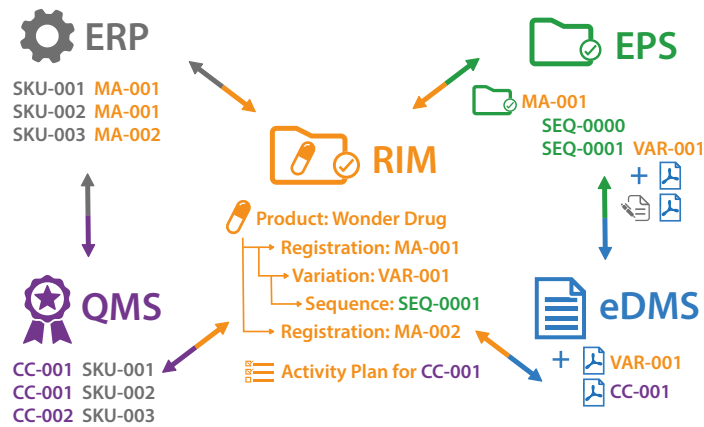 ERP
SKU-001 MA-001
SKU-002 MA-001
SKU-003 MA-002
EPS
MA-001
SEQ-0000
SEQ-0001 VAR-001
+
RIM
Product: Wonder Drug
Registration: MA-001
Variation: VAR-001
Sequence: SEQ-0001
Registration: MA-002
Activity Plan for CC-001
QMS
CC-001 SKU-001
CC-001 SKU-002
CC-002 SKU-003
eDMS
+ VAR-001
CC-001